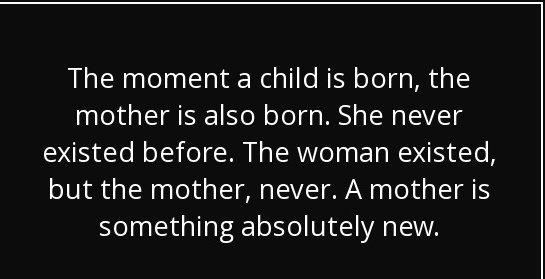 The moment a child is born, the
mother is also born. She never
existed before. The woman existed,
but the mother, never. A mother is
something absolutely new.